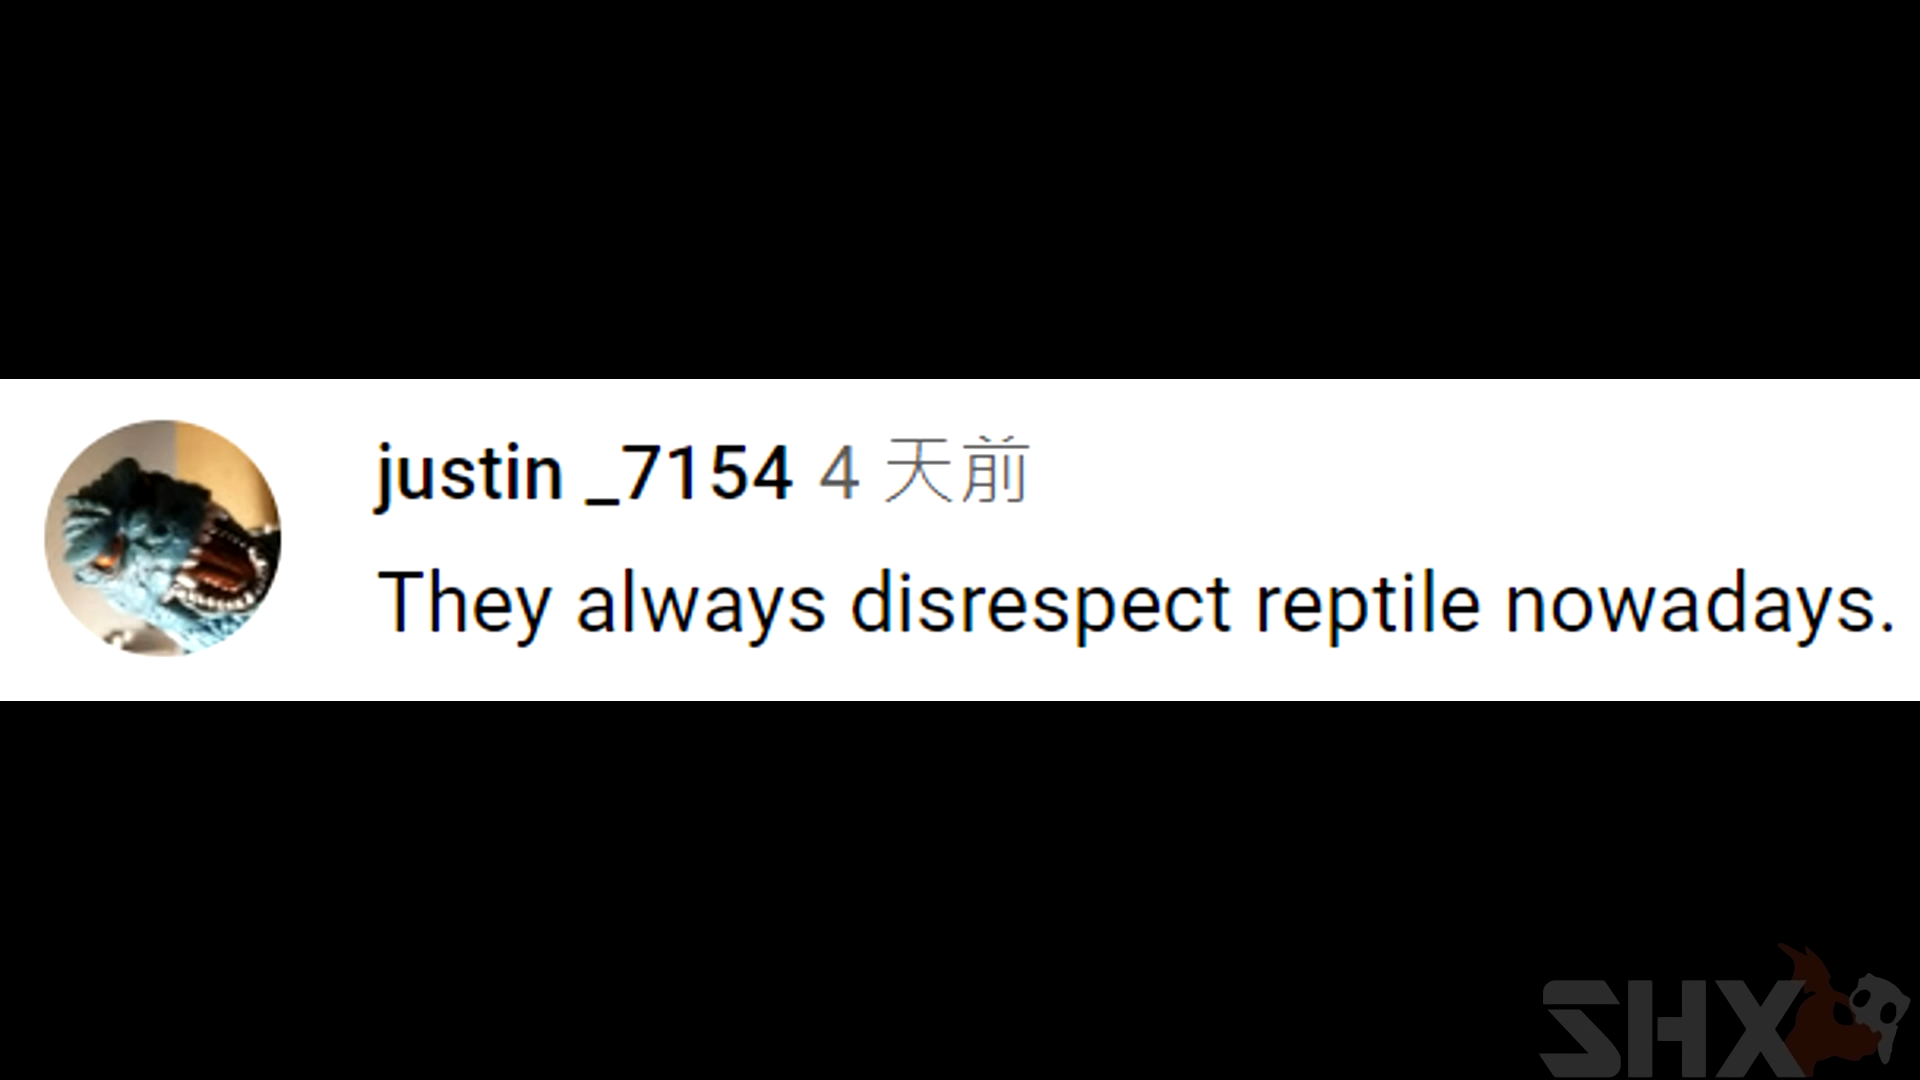 justin _7154 4 天前
They always disrespect reptile nowadays.
SHX